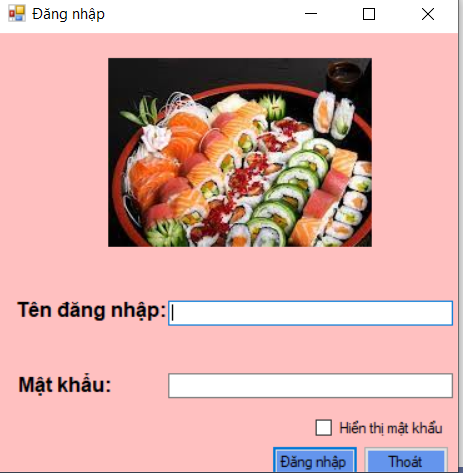 Đăng nhập
Tên đăng nhập:
Mật khẩu:
Hiển thị mật khẩu
Đăng nhập
Thoát